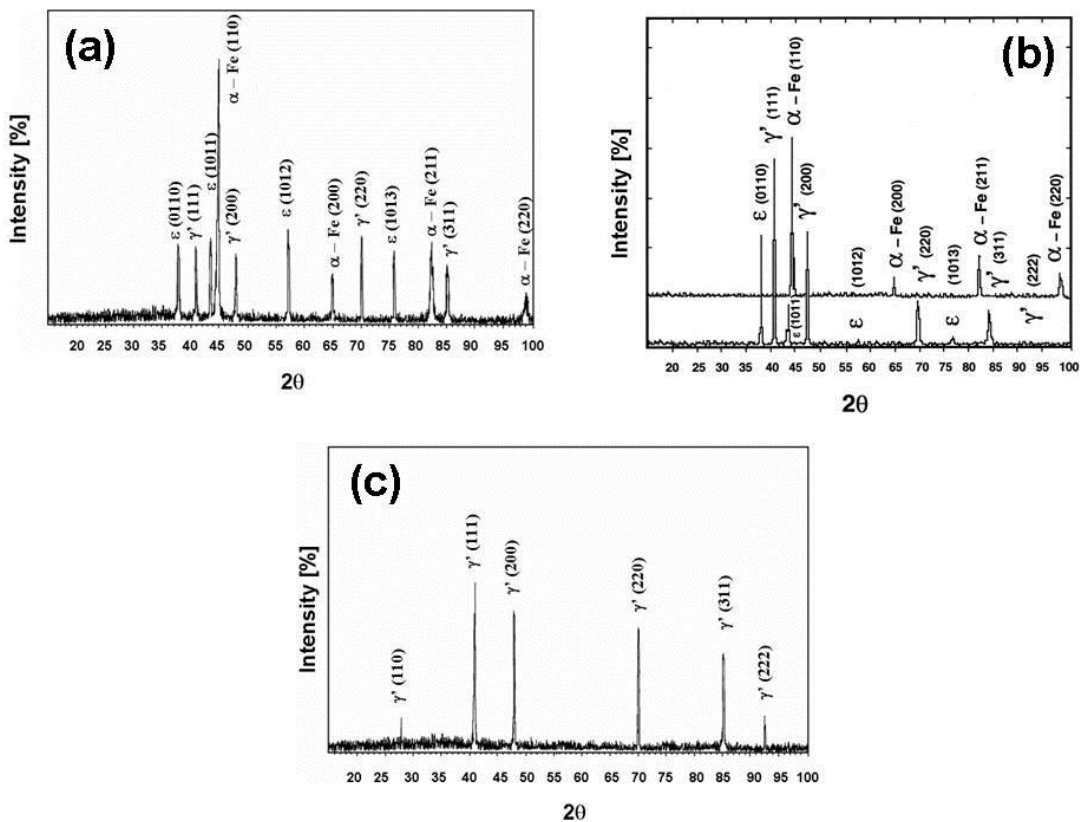 (a)
Intensity [%]
ε (0110)
γ' (111)
ε (1011)
α – Fe (110)
γ' (200)
ε (1012)
α – Fe (200)
γ' (220)
ε (1013)
α – Fe (211)
γ' (311)
α – Fe (220)
20 25 30 35 40 45 50 55 60 65 70 75 80 85 90 95 100
2θ
(b)
Intensity [%]
ε (0110)
γ' (111)
α – Fe (110)
ε (1011
γ' (200)
(1012)
ε
α – Fe (200)
γ' (220)
(1013)
ε
α – Fe (211)
γ' (311)
(222)
γ'
α – Fe (220)
20 25 30 35 40 45 50 55 60 65 70 75 80 85 90 95 100
2θ
(c)
Intensity [%]
γ' (110)
γ' (111)
γ' (200)
γ' (220)
γ' (311)
γ' (222)
20 25 30 35 40 45 50 55 60 65 70 75 80 85 90 95 100
2θ